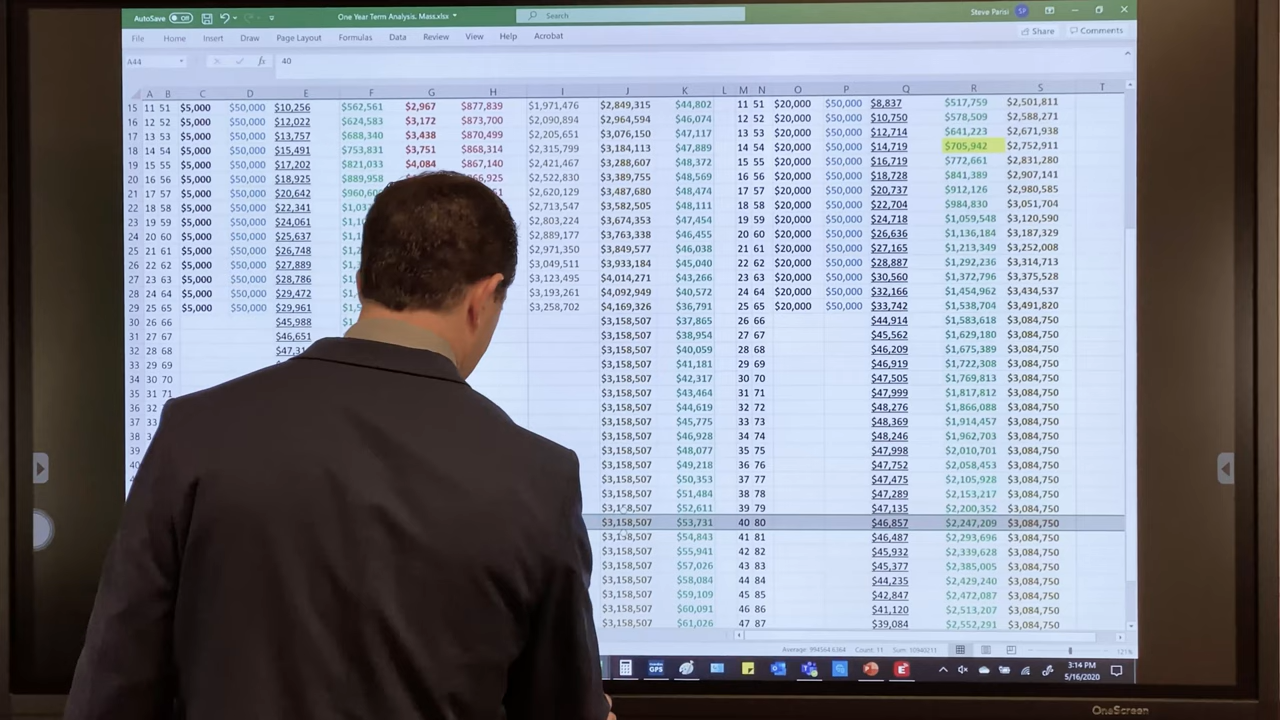 AutoSave Off One Year Term Analysis. Mass.xlsx Search Steve Parisi SP
File Home Insert Draw Page Layout Formulas Data Review View Help Acrobat Share Comments
A44 fx 40
A B C D E F G H I J K L M N O P Q R S T
15 11 51 $5,000 $50,000 $10,256 $562,561 $2,967 $877,839 $1,971,476 $2,849,315 $44,802 11 51 $20,000 $50,000 $8,837 $517,759 $2,501,811
16 12 52 $5,000 $50,000 $12,022 $624,583 $3,172 $873,700 $2,090,894 $2,964,594 $46,074 12 52 $20,000 $50,000 $10,750 $578,509 $2,588,271
17 13 53 $5,000 $50,000 $13,757 $688,340 $3,438 $870,499 $2,205,651 $3,076,150 $47,117 13 53 $20,000 $50,000 $12,714 $641,223 $2,671,938
18 14 54 $5,000 $50,000 $15,491 $753,831 $3,751 $868,314 $2,315,799 $3,184,113 $47,889 14 54 $20,000 $50,000 $14,719 $705,942 $2,752,911
19 15 55 $5,000 $50,000 $17,202 $821,033 $4,084 $867,140 $2,421,467 $3,288,607 $48,372 15 55 $20,000 $50,000 $16,719 $772,661 $2,831,280
20 16 56 $5,000 $50,000 $18,925 $889,958 $2,522,830 $3,389,755 $48,569 16 56 $20,000 $50,000 $18,728 $841,389 $2,907,141
21 17 57 $5,000 $50,000 $20,642 $2,620,129 $3,487,680 $48,474 17 57 $20,000 $50,000 $20,737 $912,126 $2,980,585
22 18 58 $5,000 $50,000 $22,341 $2,713,547 $3,582,505 $48,111 18 58 $20,000 $50,000 $22,704 $984,830 $3,051,704
23 19 59 $5,000 $50,000 $24,061 $2,803,224 $3,674,353 $47,454 19 59 $20,000 $50,000 $24,718 $1,059,548 $3,120,590
24 20 60 $5,000 $50,000 $25,637 $2,889,177 $3,763,338 $46,455 20 60 $20,000 $50,000 $26,636 $1,136,184 $3,187,329
25 21 61 $5,000 $50,000 $26,748 $2,971,350 $3,849,577 $46,038 21 61 $20,000 $50,000 $27,165 $1,213,349 $3,252,008
26 22 62 $5,000 $50,000 $27,889 $3,049,511 $3,933,184 $45,040 22 62 $20,000 $50,000 $28,887 $1,292,236 $3,314,713
27 23 63 $5,000 $50,000 $28,786 $3,123,495 $4,014,271 $43,266 23 63 $20,000 $50,000 $30,560 $1,372,796 $3,375,528
28 24 64 $5,000 $50,000 $29,472 $3,193,261 $4,092,949 $40,572 24 64 $20,000 $50,000 $32,166 $1,454,962 $3,434,537
29 25 65 $5,000 $50,000 $29,961 $3,258,702 $4,169,326 $36,791 25 65 $20,000 $50,000 $33,742 $1,538,704 $3,491,820
30 26 66 $45,988 $3,158,507 $37,865 26 66 $44,914 $1,583,618 $3,084,750
31 27 67 $46,651 $3,158,507 $38,954 27 67 $45,562 $1,629,180 $3,084,750
32 28 68 $3,158,507 $40,059 28 68 $46,209 $1,675,389 $3,084,750
33 29 69 $3,158,507 $41,181 29 69 $46,919 $1,722,308 $3,084,750
34 30 70 $3,158,507 $42,317 30 70 $47,505 $1,769,813 $3,084,750
35 31 71 $3,158,507 $43,464 31 71 $47,999 $1,817,812 $3,084,750
36 32 $3,158,507 $44,619 32 72 $48,276 $1,866,088 $3,084,750
37 33 $3,158,507 $45,775 33 73 $48,369 $1,914,457 $3,084,750
38 $3,158,507 $46,928 34 74 $48,246 $1,962,703 $3,084,750
39 $3,158,507 $48,077 35 75 $47,998 $2,010,701 $3,084,750
40 $3,158,507 $49,218 36 76 $47,752 $2,058,453 $3,084,750
$3,158,507 $50,353 37 77 $47,475 $2,105,928 $3,084,750
$3,158,507 $51,484 38 78 $47,289 $2,153,217 $3,084,750
$3,158,507 $52,611 39 79 $47,135 $2,200,352 $3,084,750
$3,158,507 $53,731 40 80 $46,857 $2,247,209 $3,084,750
$3,158,507 $54,843 41 81 $46,487 $2,293,696 $3,084,750
$3,158,507 $55,941 42 82 $45,932 $2,339,628 $3,084,750
$3,158,507 $57,026 43 83 $45,377 $2,385,005 $3,084,750
$3,158,507 $58,084 44 84 $44,235 $2,429,240 $3,084,750
$3,158,507 $59,109 45 85 $42,847 $2,472,087 $3,084,750
$3,158,507 $60,091 46 86 $41,120 $2,513,207 $3,084,750
$3,158,507 $61,026 47 87 $39,084 $2,552,291 $3,084,750
Average: 994564.6364 Count: 11 Sum: 10940211 121%
GPS 3:14 PM
5/16/2020
OneScreen